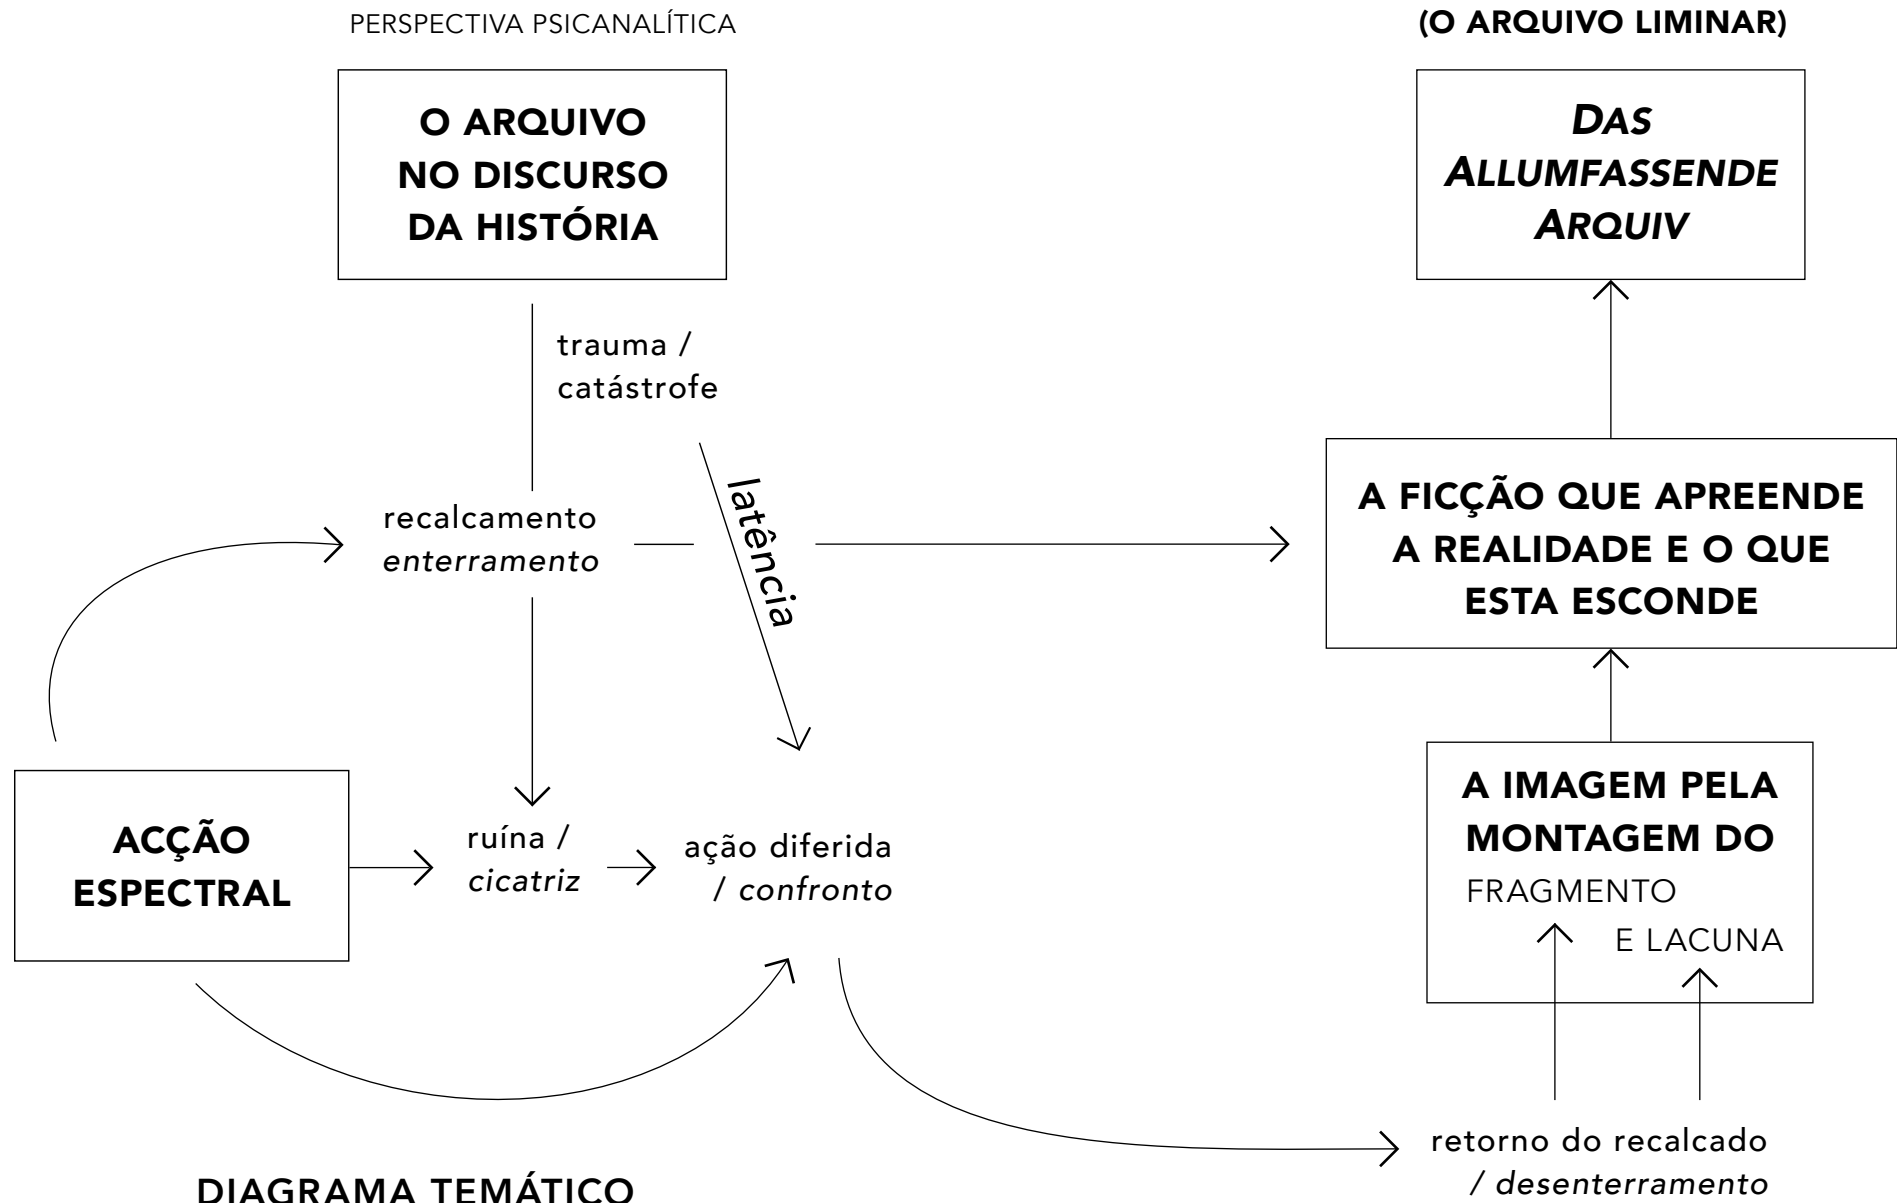 PERSPECTIVA PSICANALÍTICA
(O ARQUIVO LIMINAR)
O ARQUIVO
NO DISCURSO
DA HISTÓRIA
DAS
ALLUMFASSENDE
ARQUIV
trauma /
catástrofe
latência
recalcamento
enterramento
A FICÇÃO QUE APREENDE
A REALIDADE E O QUE
ESTA ESCONDE
ACÇÃO
ESPECTRAL
ruína /
cicatriz
ação diferida
/ confronto
A IMAGEM PELA
MONTAGEM DO
FRAGMENTO
E LACUNA
retorno do recalcado
/ desenterramento
DIAGRAMA TEMÁTICO